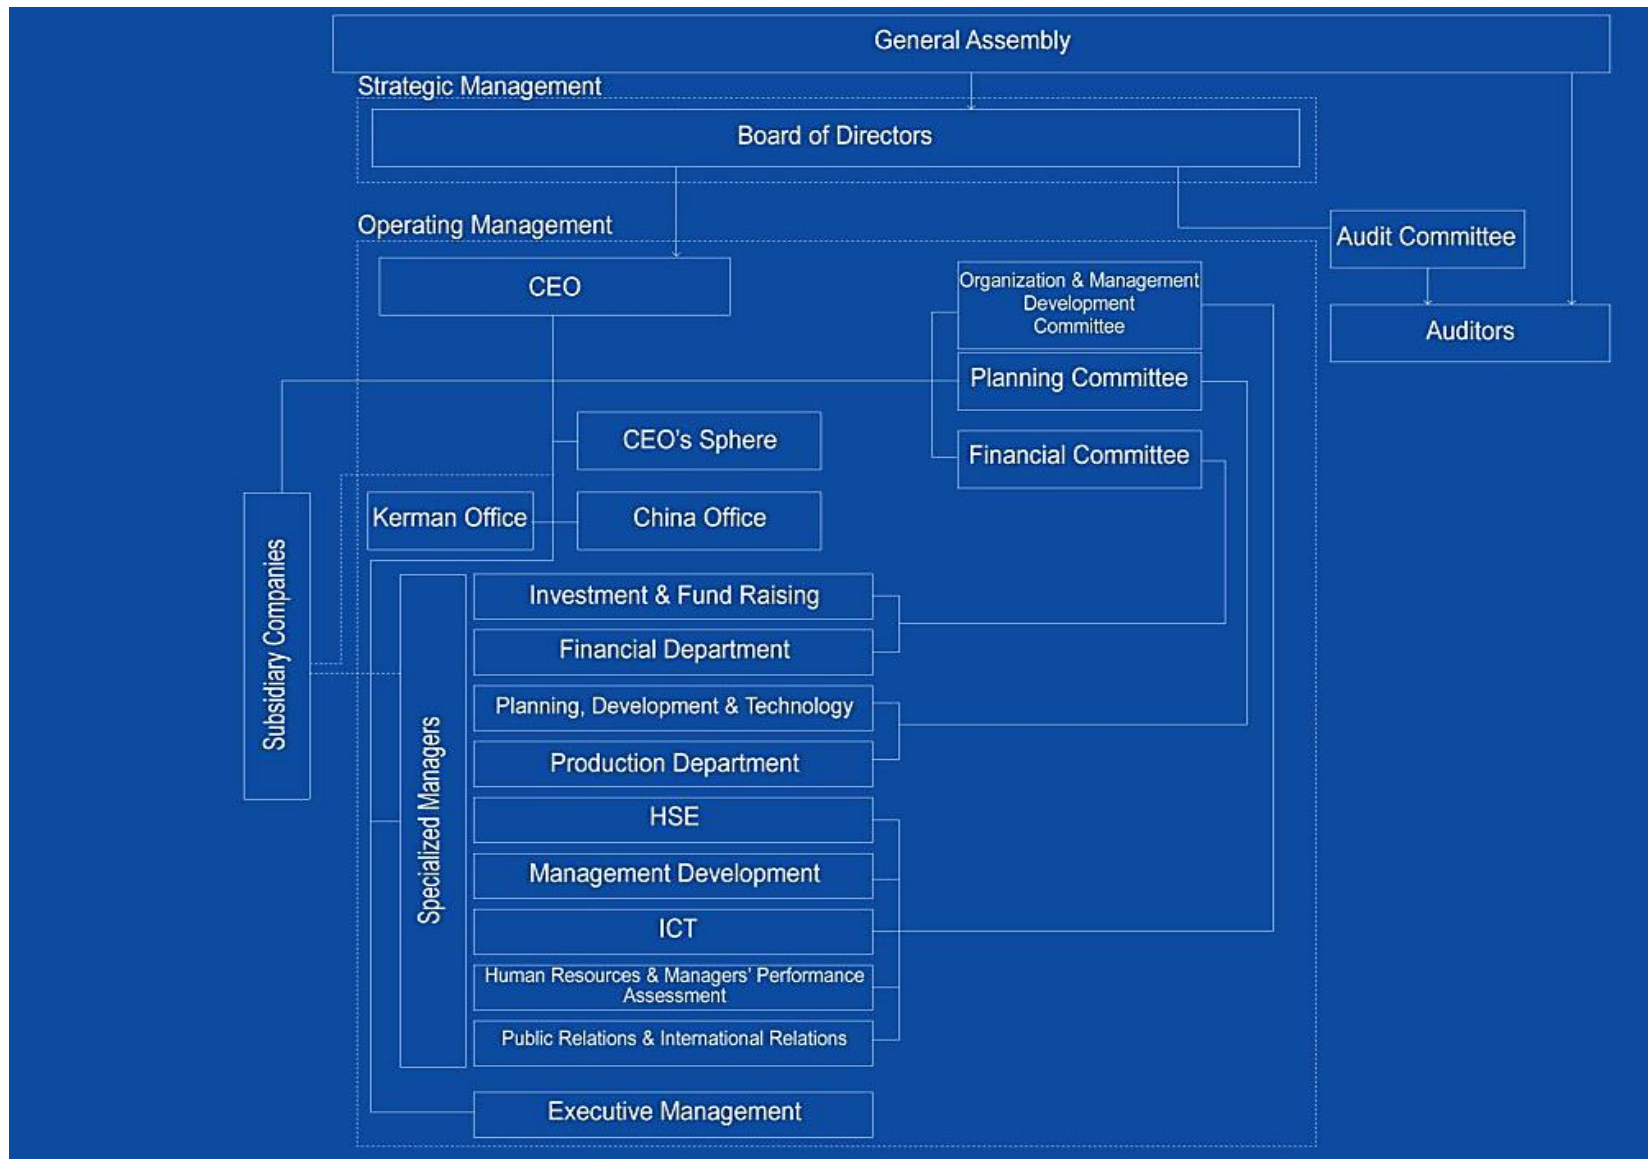 General Assembly
Strategic Management
Board of Directors
Operating Management
Audit Committee
CEO
Organization & Management
Development
Committee
Auditors
Planning Committee
CEO's Sphere
Financial Committee
Kerman Office
China Office
Subsidiary Companies
Specialized Managers
Investment & Fund Raising
Financial Department
Planning, Development & Technology
Production Department
HSE
Management Development
ICT
Human Resources & Managers' Performance
Assessment
Public Relations & International Relations
Executive Management